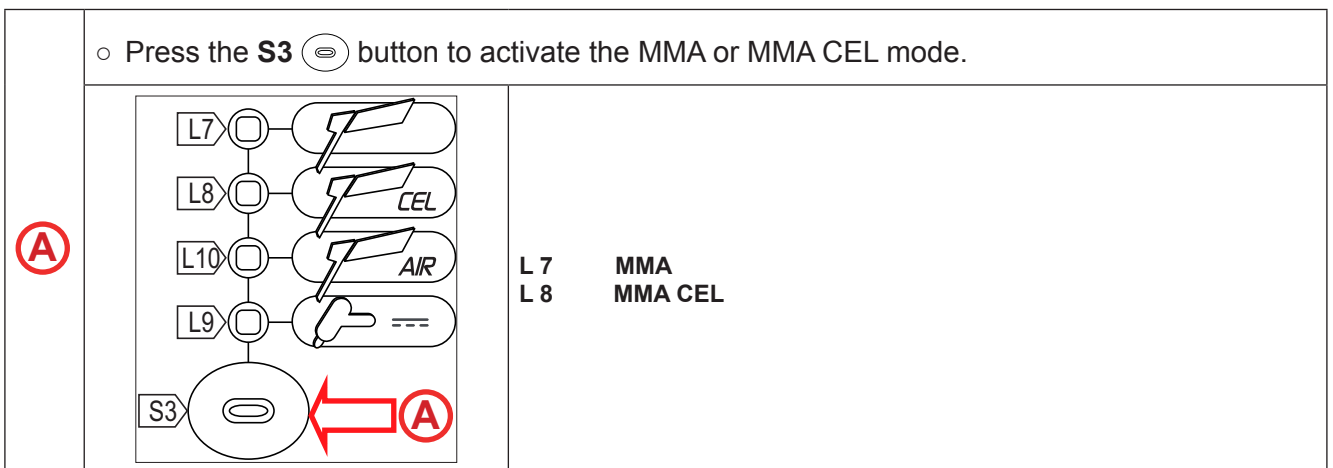 ○ Press the S3 button to activate the MMA or MMA CEL mode.
A
L7
L8
CEL
L10
AIR
L9
S3
A
L 7 MMA
L 8 MMA CEL